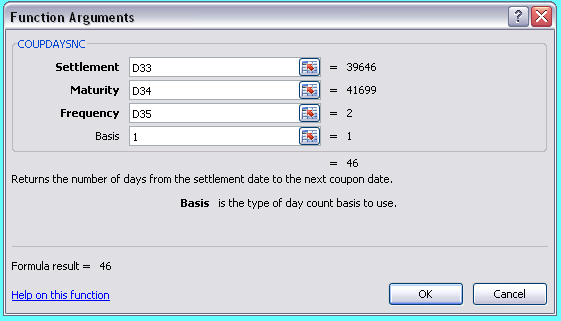 Function Arguments
COUPDAYSNC
Settlement D33 = 39646
Maturity D34 = 41699
Frequency D35 = 2
Basis 1 = 1
= 46
Returns the number of days from the settlement date to the next coupon date.
Basis is the type of day count basis to use.
Formula result = 46
Help on this function OK Cancel